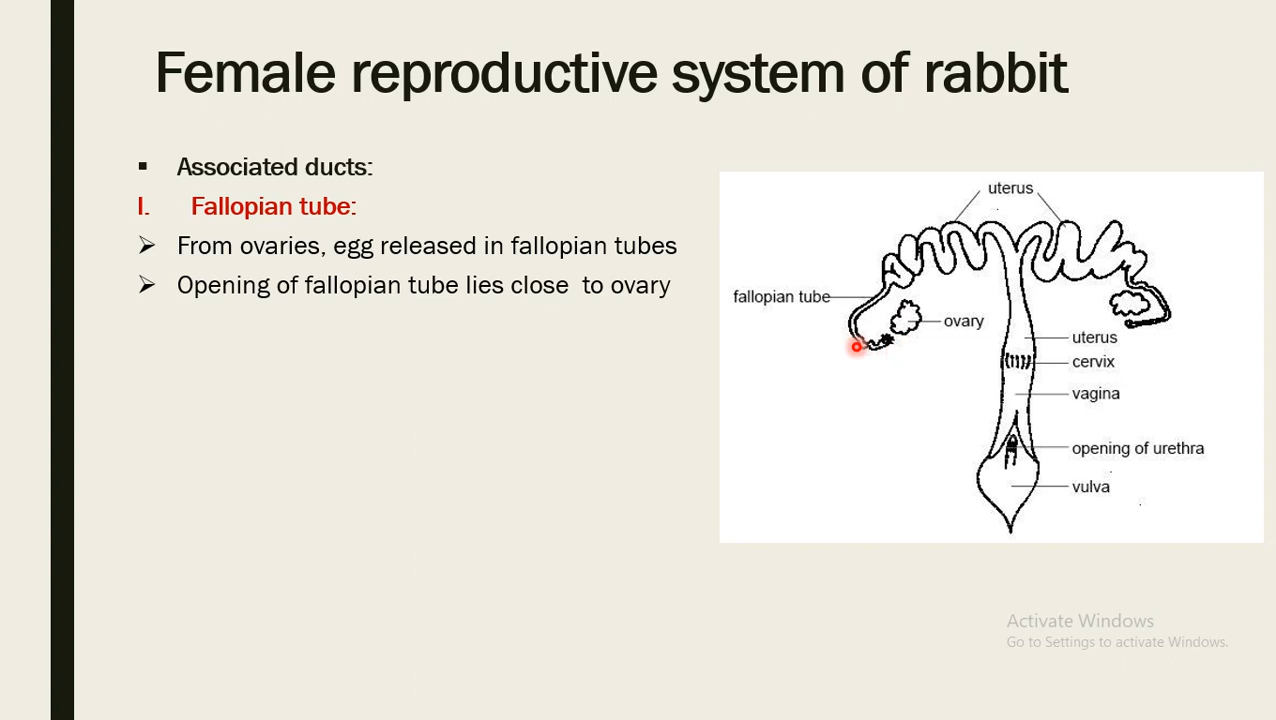 Female reproductive system of rabbit
▪ Associated ducts:
I. Fallopian tube:
➢ From ovaries, egg released in fallopian tubes
➢ Opening of fallopian tube lies close to ovary
uterus
fallopian tube
ovary
uterus
cervix
vagina
opening of urethra
vulva
Activate Windows
Go to Settings to activate Windows.